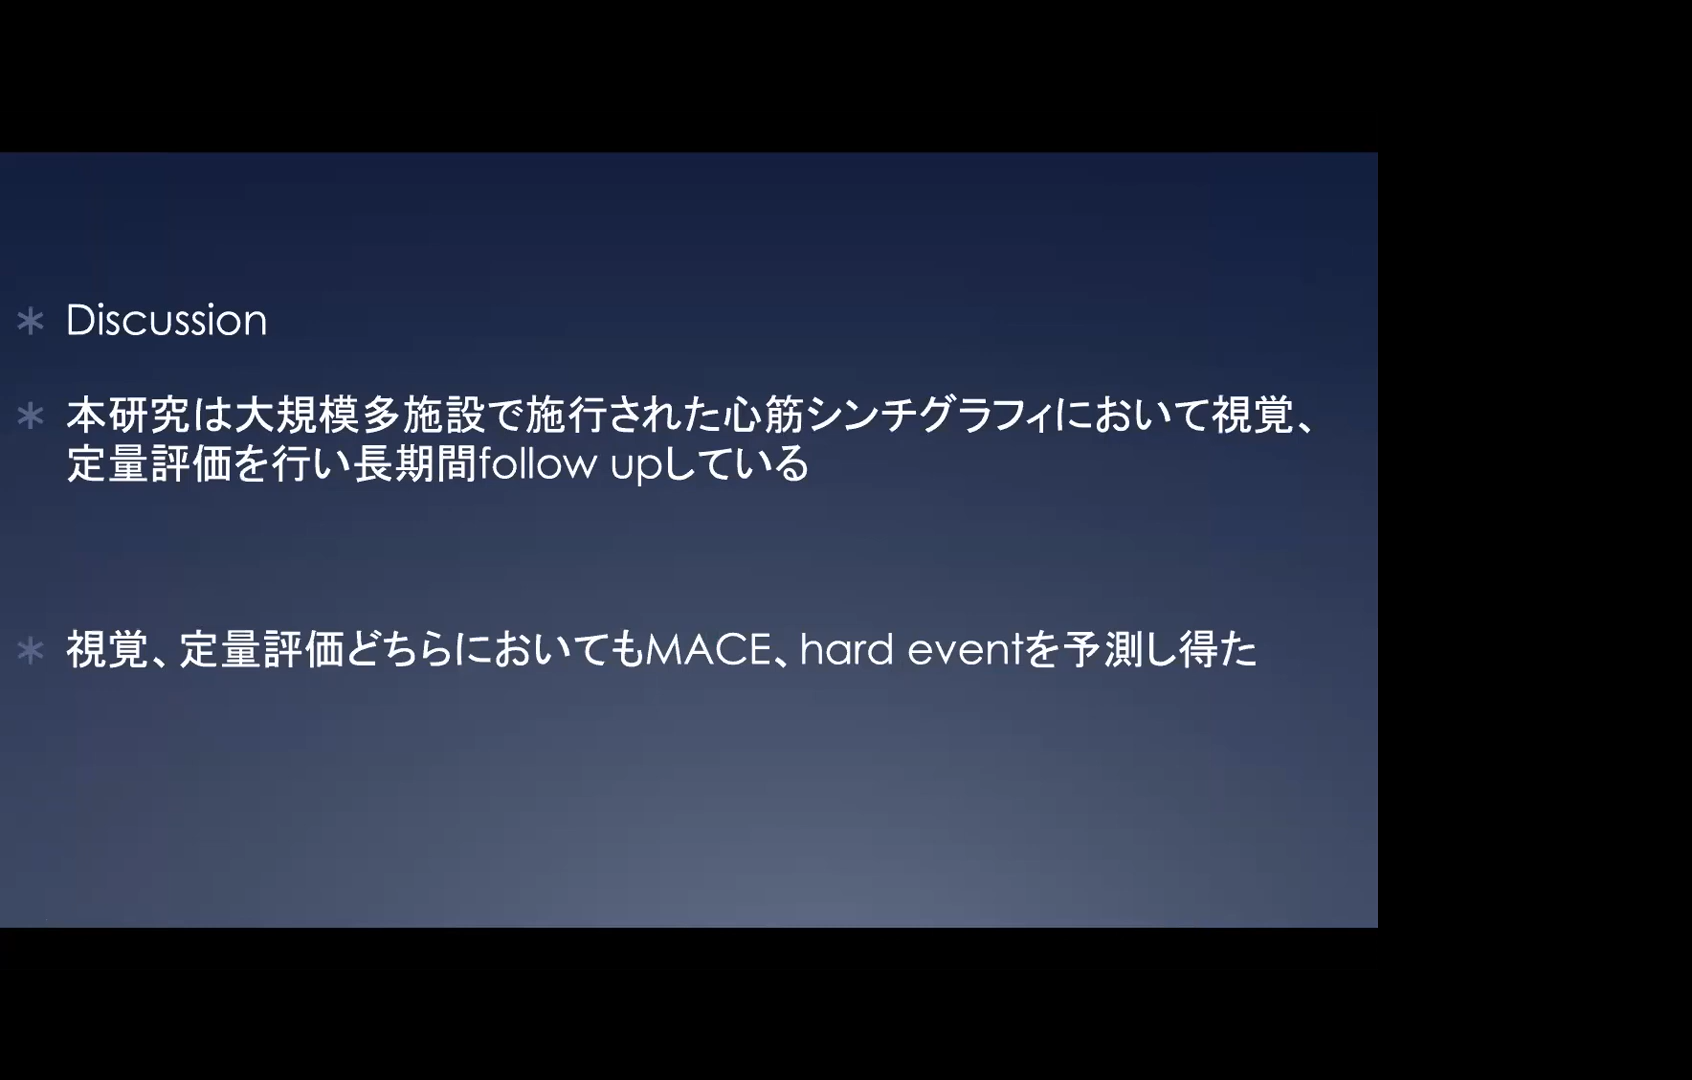 * Discussion
* 本研究は大規模多施設で施行された心筋シンチグラフィにおいて視覚、
定量評価を行い長期間follow upしている
* 視覚、定量評価どちらにおいてもMACE、hard eventを予測し得た